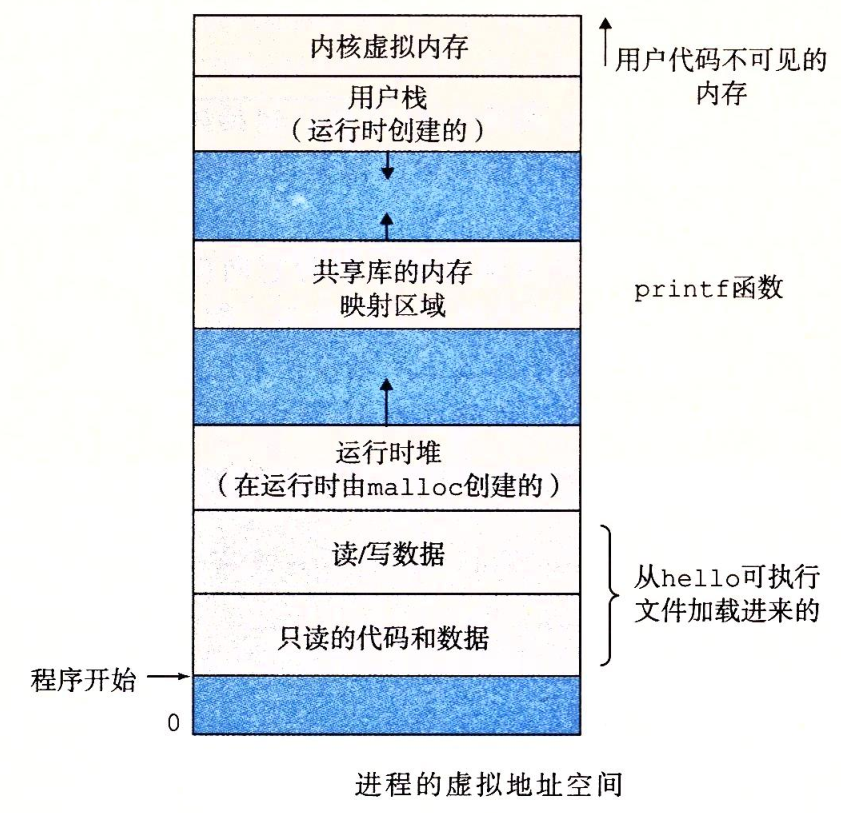 内核虚拟内存
用户代码不可见的
内存
用户栈
（运行时创建的）
共享库的内存
映射区域
printf函数
运行时堆
（在运行时由malloc创建的）
读/写数据
从hello可执行
文件加载进来的
只读的代码和数据
程序开始
0
进程的虚拟地址空间